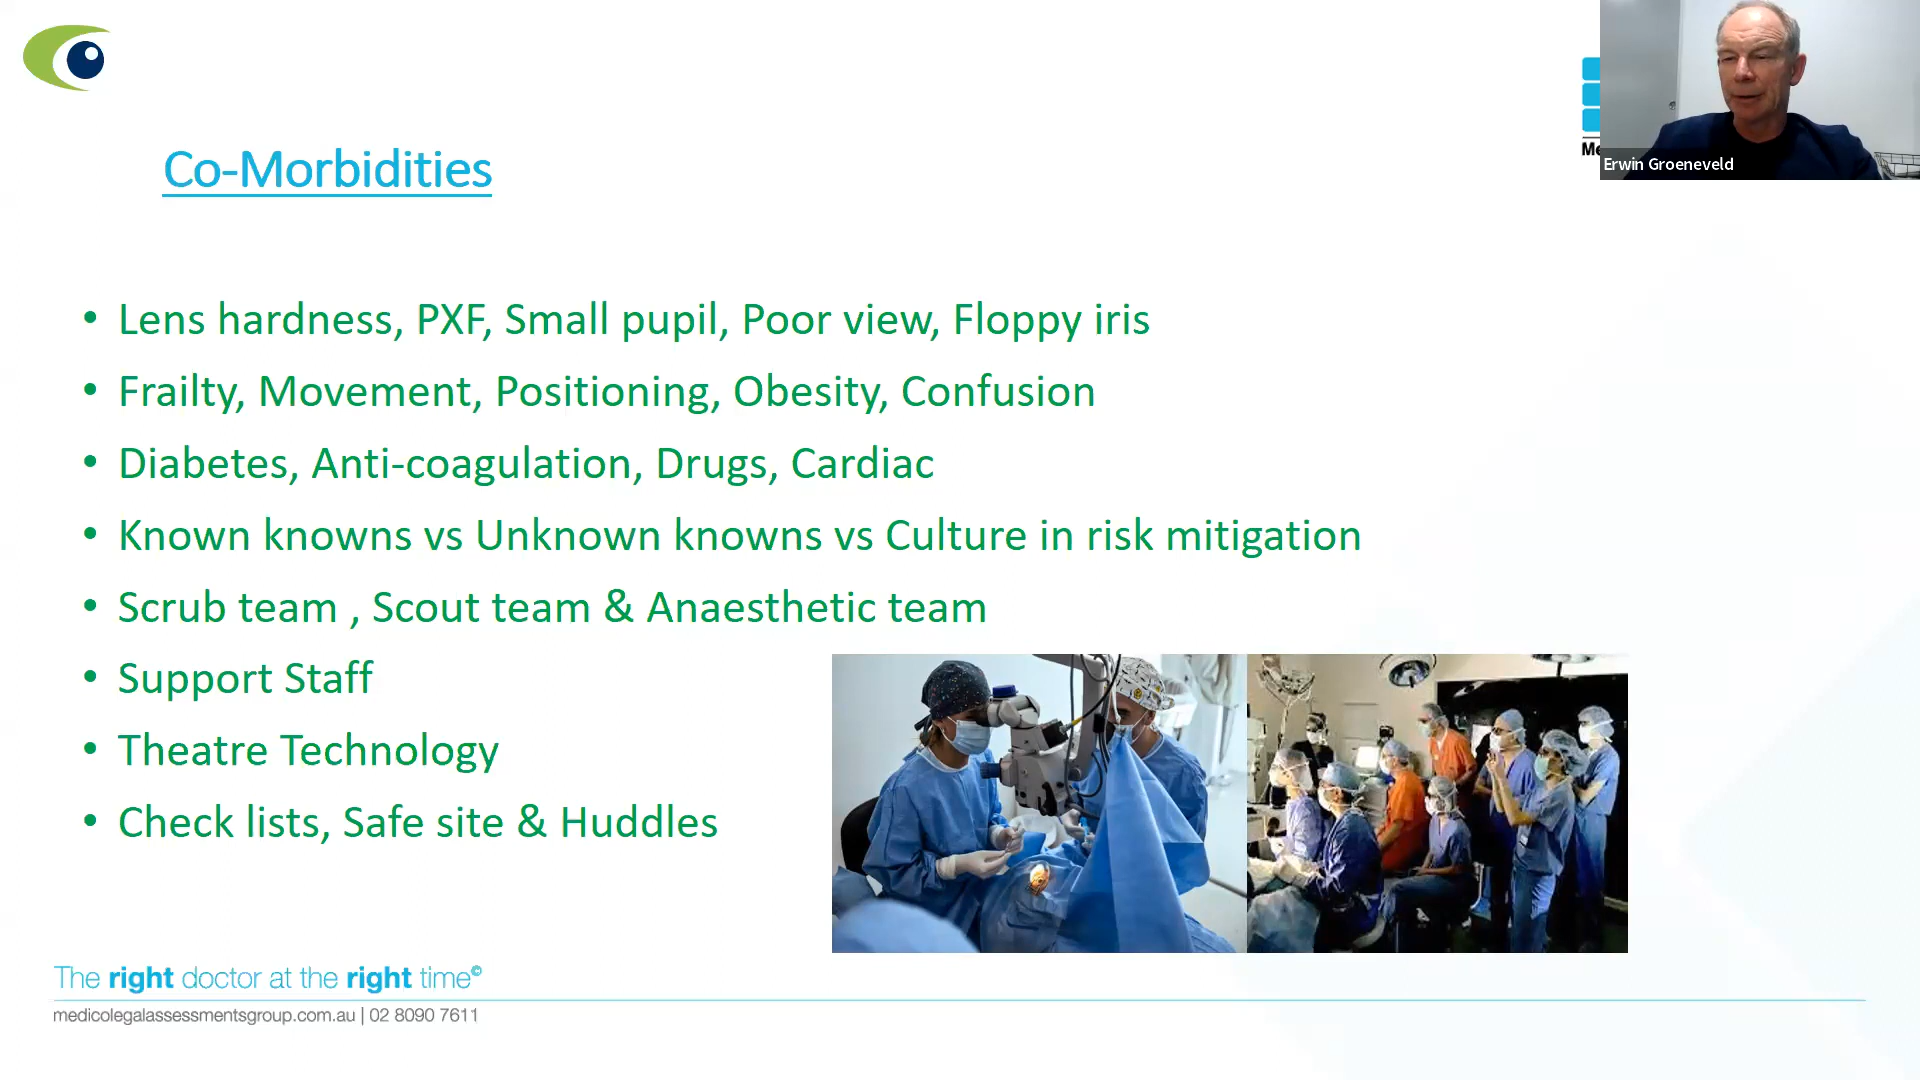 Me
Erwin Groeneveld
Co-Morbidities
• Lens hardness, PXF, Small pupil, Poor view, Floppy iris
• Frailty, Movement, Positioning, Obesity, Confusion
• Diabetes, Anti-coagulation, Drugs, Cardiac
• Known knowns vs Unknown knowns vs Culture in risk mitigation
• Scrub team , Scout team & Anaesthetic team
• Support Staff
• Theatre Technology
• Check lists, Safe site & Huddles
The right doctor at the right time©
medicolegalassessmentsgroup.com.au | 02 8090 7611